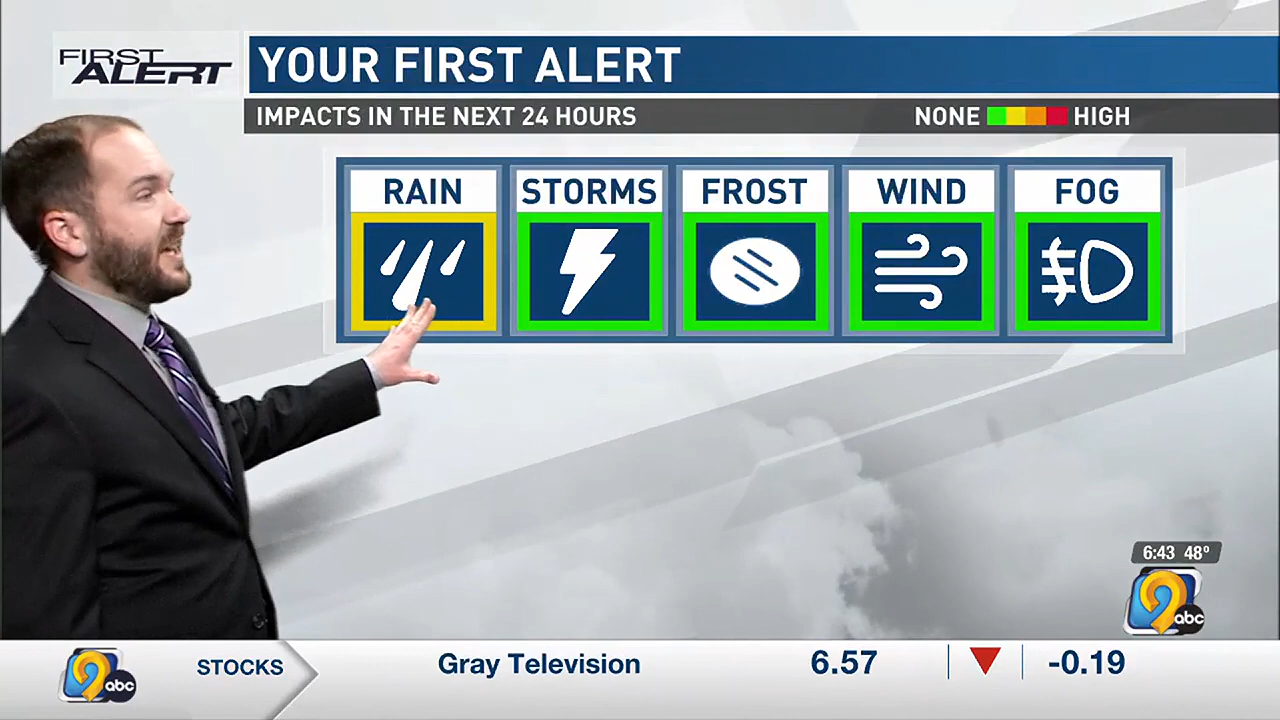 FIRST ALERT
YOUR FIRST ALERT
IMPACTS IN THE NEXT 24 HOURS
NONE HIGH
RAIN STORMS FROST WIND FOG
6:43 48°
9 abc
9 abc STOCKS Gray Television 6.57 -0.19